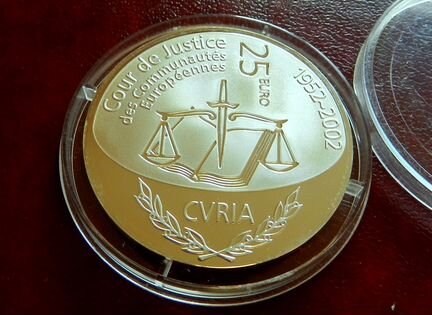 Cour de Justice
des Communautés
Européennes
25 EURO
1952-2002
CVRIA